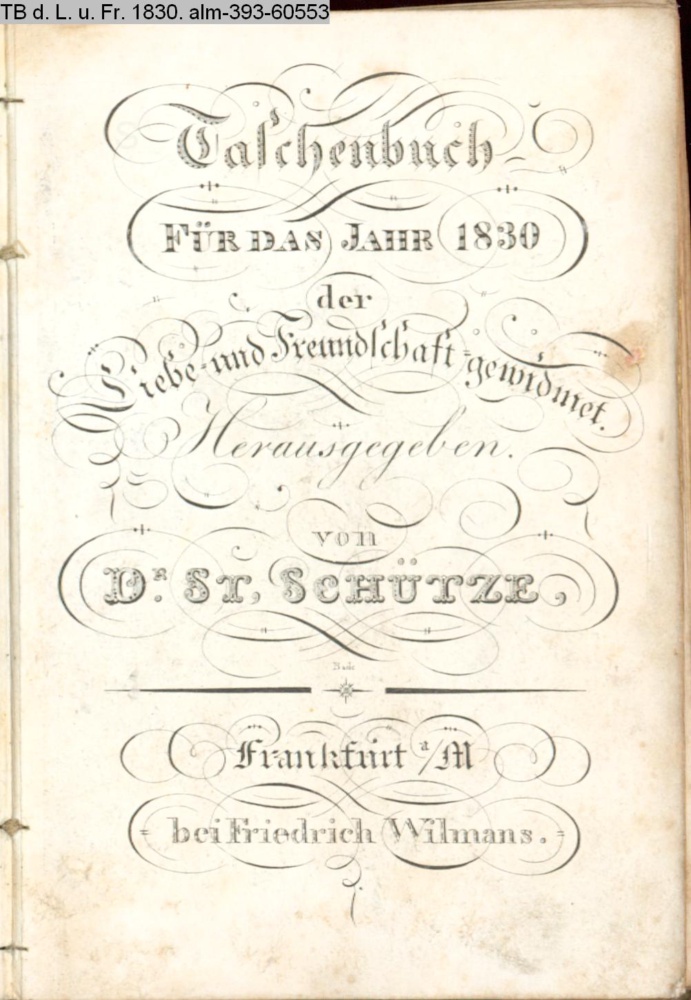 TB d. L. u. Fr. 1830. alm-393-60553
Taschenbuch
FÜR DAS JAHR 1830
der
Liebe- und Freundschaft-gewidmet.
Herausgegeben.
von
Dr. ST. SCHÜTZE.
Frankfurt a/M
bei Friedrich Wilmans.